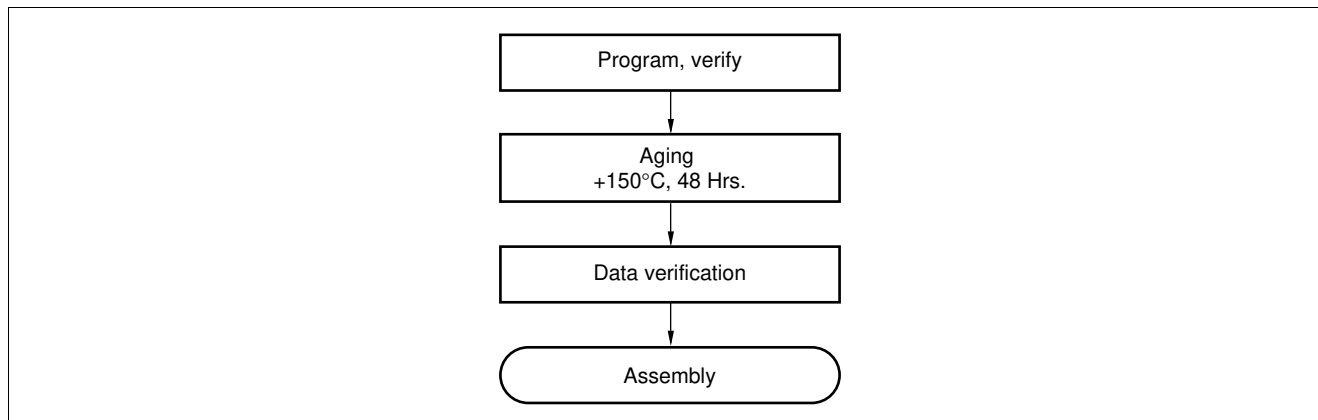 Program, verify
Aging
+150°C, 48 Hrs.
Data verification
Assembly